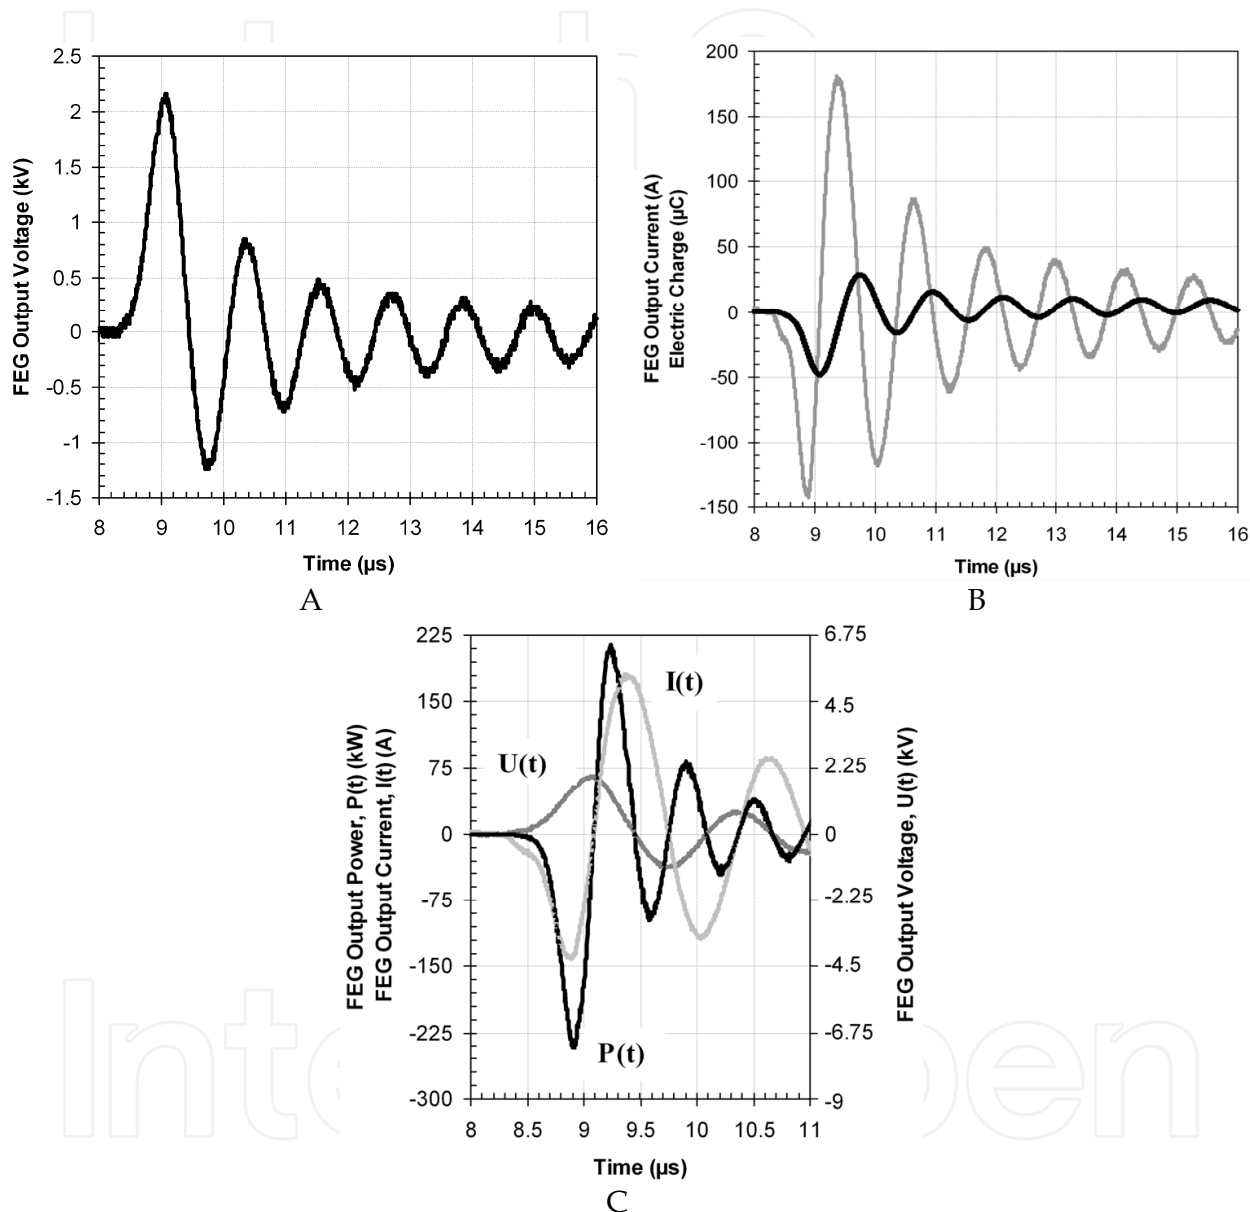 2.5
2
1.5
1
0.5
0
-0.5
-1
-1.5
FEG Output Voltage (kV)
8 9 10 11 12 13 14 15 16
Time (µs)
A
200
150
100
50
0
-50
-100
-150
FEG Output Current (A)
Electric Charge (µC)
8 9 10 11 12 13 14 15 16
Time (µs)
B
225
150
75
0
-75
-150
-225
-300
FEG Output Power, P(t) (kW)
FEG Output Current, I(t) (A)
I(t)
U(t)
P(t)
6.75
4.5
2.25
0
-2.25
-4.5
-6.75
-9
FEG Output Voltage, U(t) (kV)
8 8.5 9 9.5 10 10.5 11
Time (µs)
C